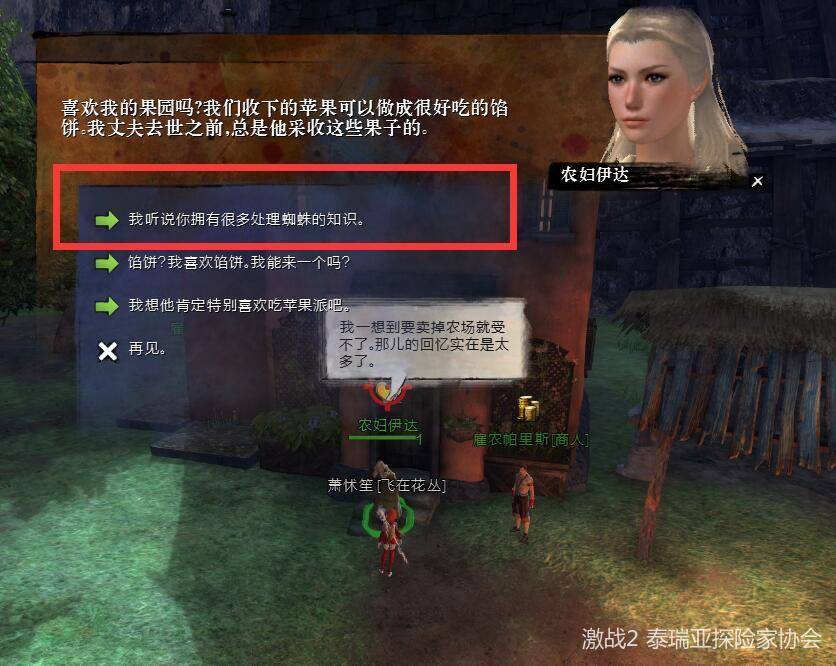 喜欢我的果园吗?我们收下的苹果可以做成很好吃的馅
饼.我丈夫去世之前,总是他采收这些果子的。
农妇伊达
我听说你拥有很多处理蜘蛛的知识。
馅饼?我喜欢馅饼.我能来一个吗?
我想他肯定特别喜欢吃苹果派吧。
再见。
我一想到要卖掉农场就受
不了。那儿的回忆实在是太
多了。
农妇伊达
雇农帕里斯[商人]
萧怵笙[飞在花丛]
激战2 泰瑞亚探险家协会